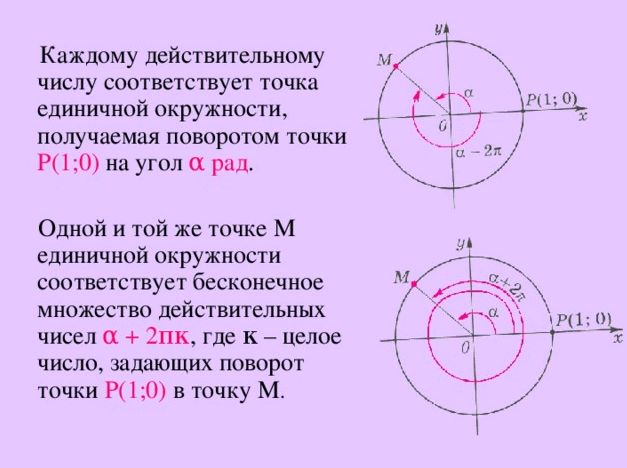 Каждому действительному
числу соответствует точка
единичной окружности,
получаемая поворотом точки
P(1;0) на угол α рад.
y
M
α
P(1; 0)
0
x
α – 2π
Одной и той же точке М
единичной окружности
соответствует бесконечное
множество действительных
чисел α + 2πк, где к – целое
число, задающих поворот
точки P(1;0) в точку М.
y
M
α+2π
α
P(1; 0)
0
x